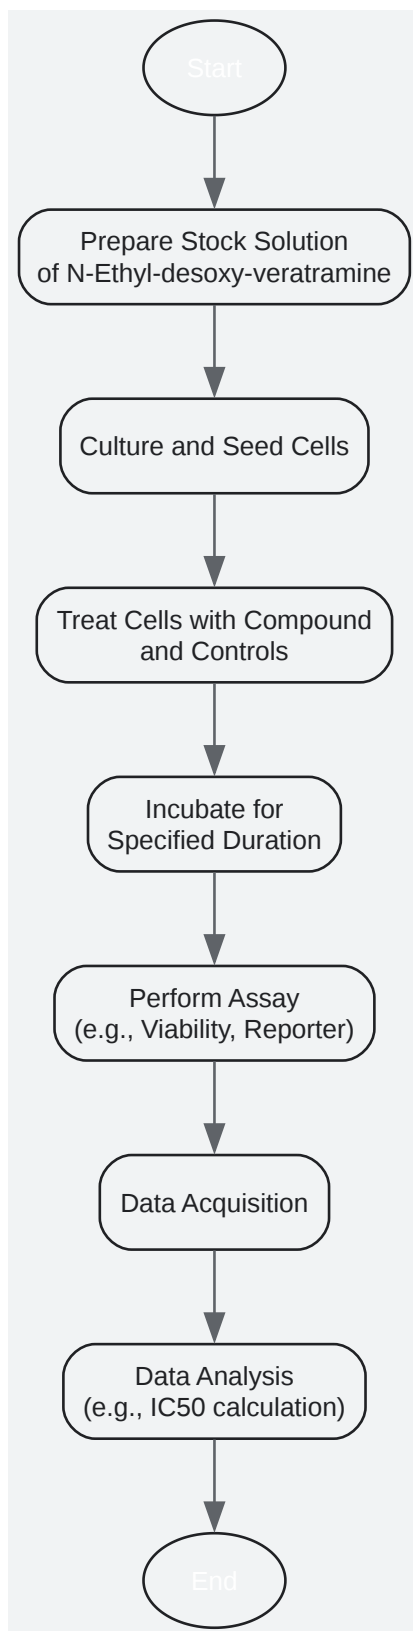 Start
Prepare Stock Solution
of N-Ethyl-desoxy-veratramine
Culture and Seed Cells
Treat Cells with Compound
and Controls
Incubate for
Specified Duration
Perform Assay
(e.g., Viability, Reporter)
Data Acquisition
Data Analysis
(e.g., IC50 calculation)
End